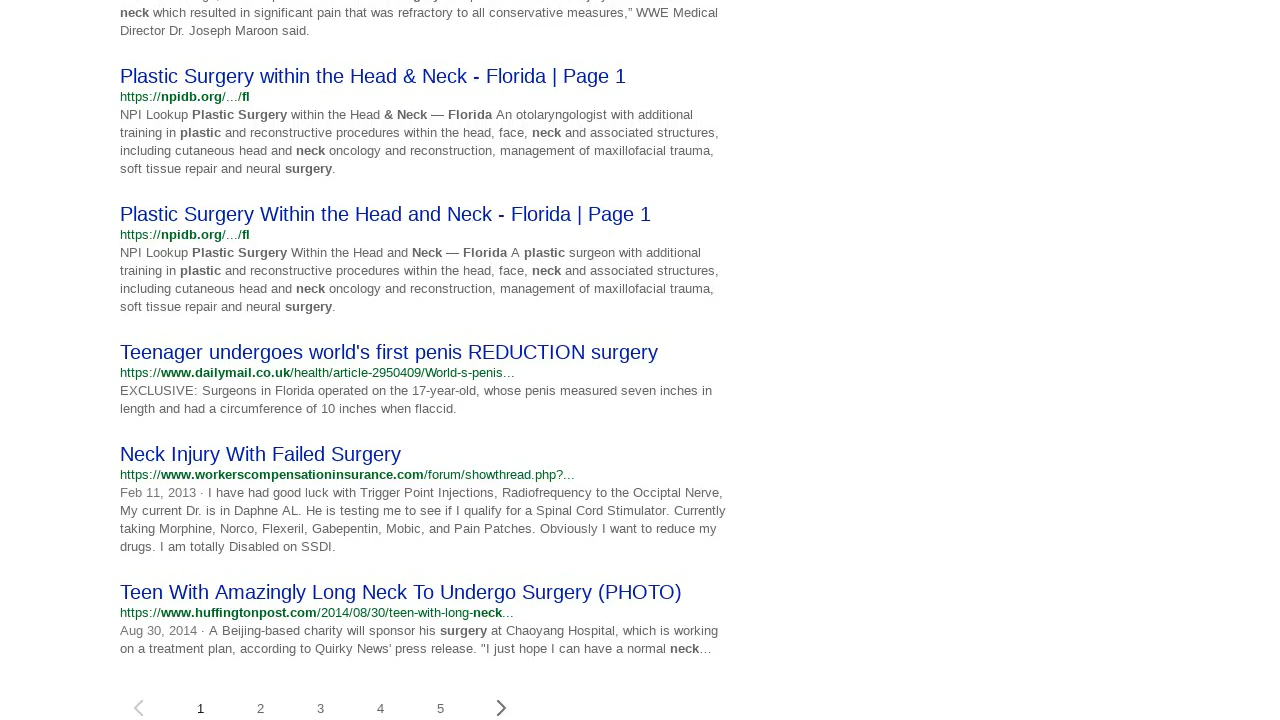 neck which resulted in significant pain that was refractory to all conservative measures,” WWE Medical
Director Dr. Joseph Maroon said.
Plastic Surgery within the Head & Neck - Florida | Page 1
https://npidb.org/.../fl
NPI Lookup Plastic Surgery within the Head & Neck — Florida An otolaryngologist with additional
training in plastic and reconstructive procedures within the head, face, neck and associated structures,
including cutaneous head and neck oncology and reconstruction, management of maxillofacial trauma,
soft tissue repair and neural surgery.
Plastic Surgery Within the Head and Neck - Florida | Page 1
https://npidb.org/.../fl
NPI Lookup Plastic Surgery Within the Head and Neck — Florida A plastic surgeon with additional
training in plastic and reconstructive procedures within the head, face, neck and associated structures,
including cutaneous head and neck oncology and reconstruction, management of maxillofacial trauma,
soft tissue repair and neural surgery.
Teenager undergoes world's first penis REDUCTION surgery
https://www.dailymail.co.uk/health/article-2950409/World-s-penis...
EXCLUSIVE: Surgeons in Florida operated on the 17-year-old, whose penis measured seven inches in
length and had a circumference of 10 inches when flaccid.
Neck Injury With Failed Surgery
https://www.workerscompensationinsurance.com/forum/showthread.php?...
Feb 11, 2013 · I have had good luck with Trigger Point Injections, Radiofrequency to the Occiptal Nerve,
My current Dr. is in Daphne AL. He is testing me to see if I qualify for a Spinal Cord Stimulator. Currently
taking Morphine, Norco, Flexeril, Gabepentin, Mobic, and Pain Patches. Obviously I want to reduce my
drugs. I am totally Disabled on SSDI.
Teen With Amazingly Long Neck To Undergo Surgery (PHOTO)
https://www.huffingtonpost.com/2014/08/30/teen-with-long-neck...
Aug 30, 2014 · A Beijing-based charity will sponsor his surgery at Chaoyang Hospital, which is working
on a treatment plan, according to Quirky News' press release. "I just hope I can have a normal neck…
1 2 3 4 5